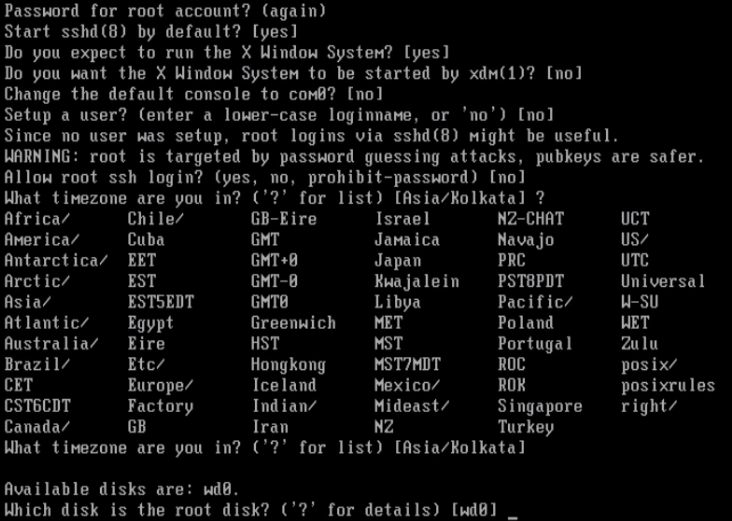 Password for root account? (again)
Start sshd(8) by default? [yes]
Do you expect to run the X Window System? [yes]
Do you want the X Window System to be started by xdm(1)? [no]
Change the default console to com0? [no]
Setup a user? (enter a lower-case loginname, or 'no') [no]
Since no user was setup, root logins via sshd(8) might be useful.
WARNING: root is targeted by password guessing attacks, pubkeys are safer.
Allow root ssh login? (yes, no, prohibit-password) [no]
What timezone are you in? ('?' for list) [Asia/Kolkata] ?
Africa/ Chile/ GB-Eire Israel NZ-CHAT UCT
America/ Cuba GMT Jamaica Navajo US/
Antarctica/ EET GMT+0 Japan PRC UTC
Arctic/ EST GMT-0 Kwajalein PST8PDT Universal
Asia/ EST5EDT GMT0 Libya Pacific/ W-SU
Atlantic/ Egypt Greenwich MET Poland WET
Australia/ Eire HST MST Portugal Zulu
Brazil/ Etc/ Hongkong MST7MDT ROC posix/
CET Europe/ Iceland Mexico/ ROK posixrules
CST6CDT Factory Indian/ Mideast/ Singapore right/
Canada/ GB Iran NZ Turkey
What timezone are you in? ('?' for list) [Asia/Kolkata]
Available disks are: wd0.
Which disk is the root disk? ('?' for details) [wd0] _